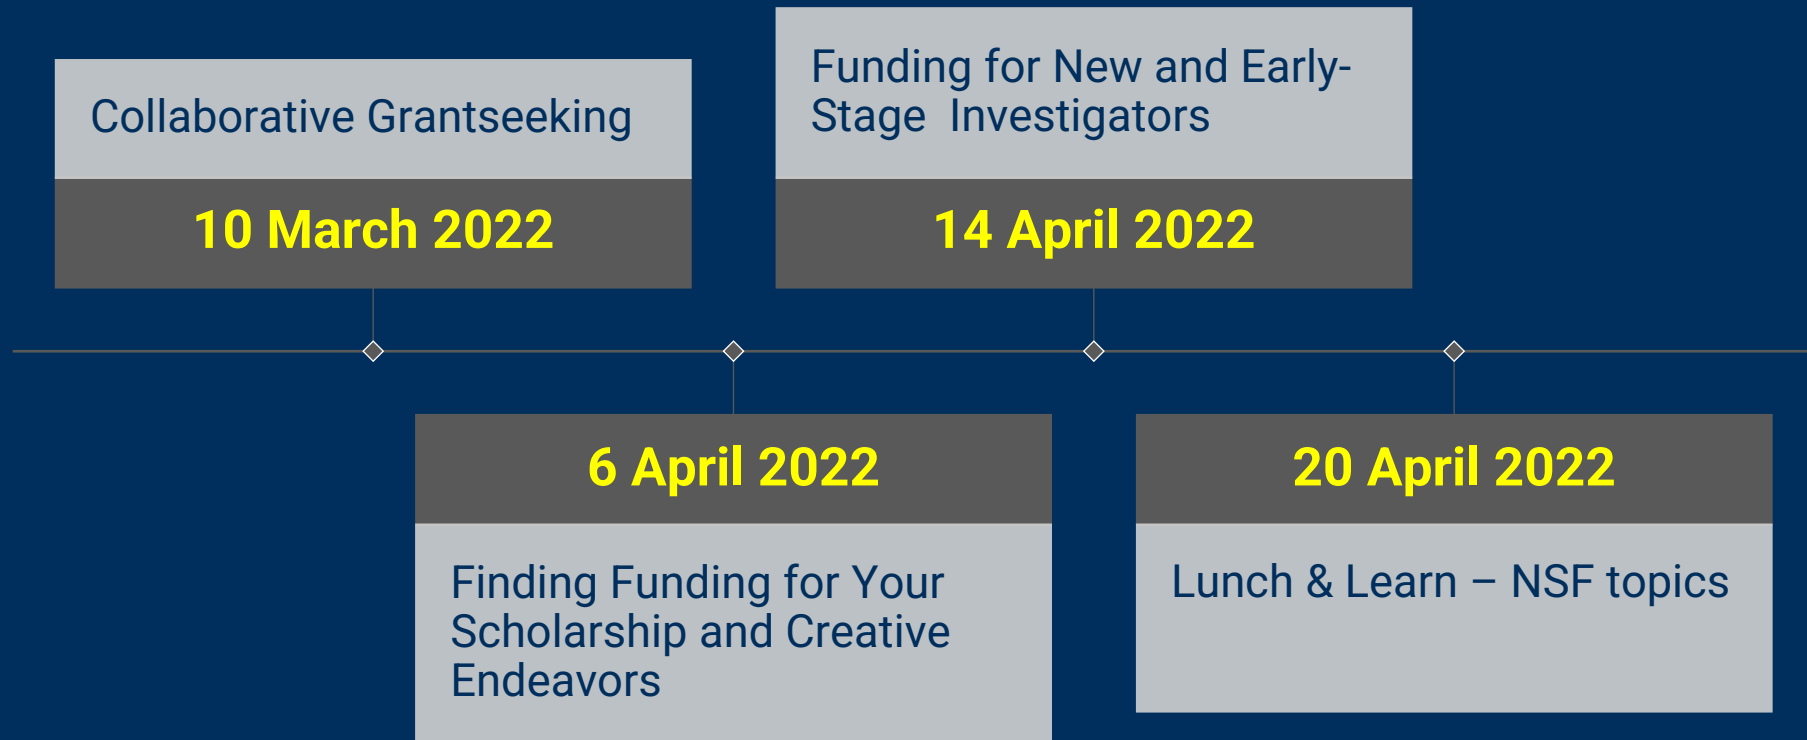 Collaborative Grantseeking
10 March 2022
6 April 2022
Finding Funding for Your
Scholarship and Creative
Endeavors
Funding for New and Early-
Stage  Investigators
14 April 2022
20 April 2022
Lunch & Learn – NSF topics